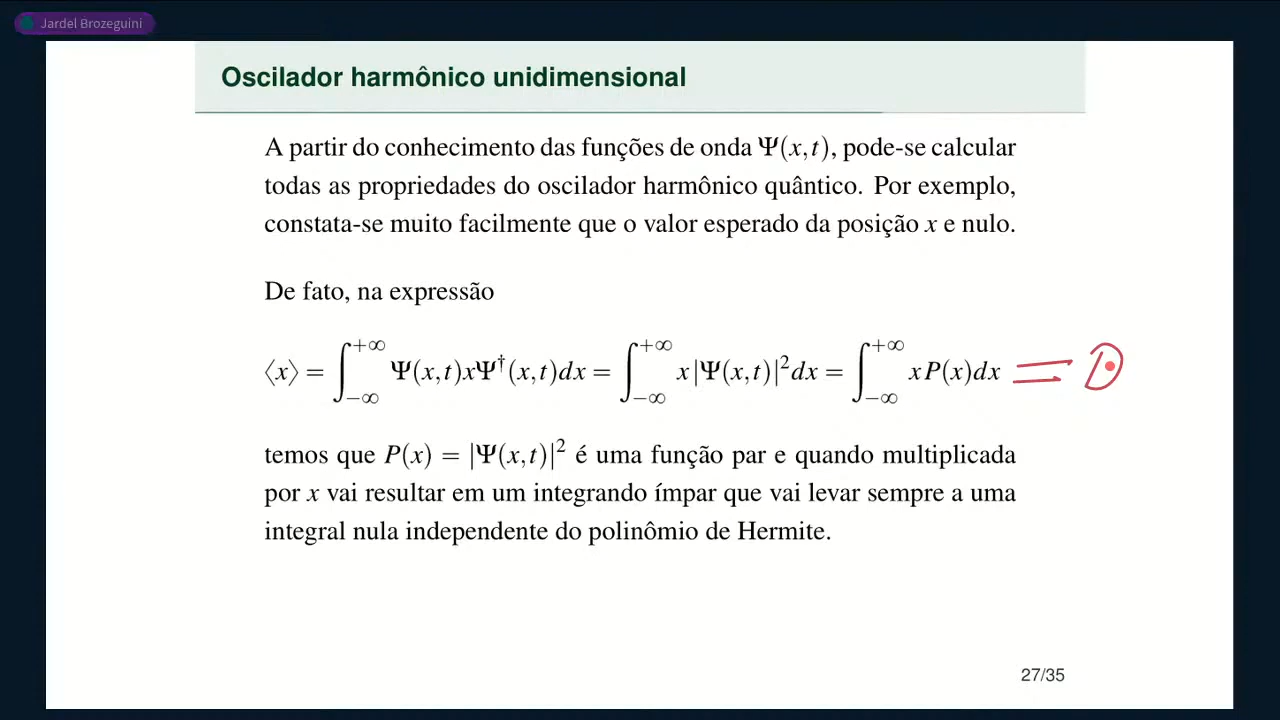 Jardel Brozeguini
Oscilador harmônico unidimensional
A partir do conhecimento das funções de onda Ψ(x,t), pode-se calcular
todas as propriedades do oscilador harmônico quântico. Por exemplo,
constata-se muito facilmente que o valor esperado da posição x e nulo.
De fato, na expressão
⟨x⟩ = ∫_{−∞}^{+∞} Ψ(x,t)xΨ†(x,t)dx = ∫_{−∞}^{+∞} x|Ψ(x,t)|²dx = ∫_{−∞}^{+∞} xP(x)dx = 0
temos que P(x) = |Ψ(x,t)|² é uma função par e quando multiplicada
por x vai resultar em um integrando ímpar que vai levar sempre a uma
integral nula independente do polinômio de Hermite.
27/35